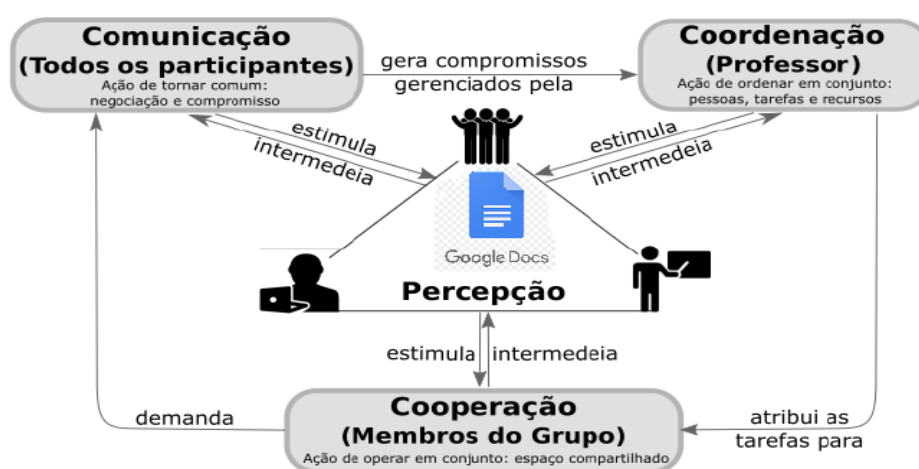 Comunicação
(Todos os participantes)
Ação de tornar comum:
negociação e compromisso
gera compromissos
gerenciados pela
Coordenação
(Professor)
Ação de ordenar em conjunto:
pessoas, tarefas e recursos
estimula
intermedeia
estimula
intermedeia
Google Docs
Percepção
estimula
intermedeia
demanda
Cooperação
(Membros do Grupo)
Ação de operar em conjunto: espaço compartilhado
atribui as
tarefas para